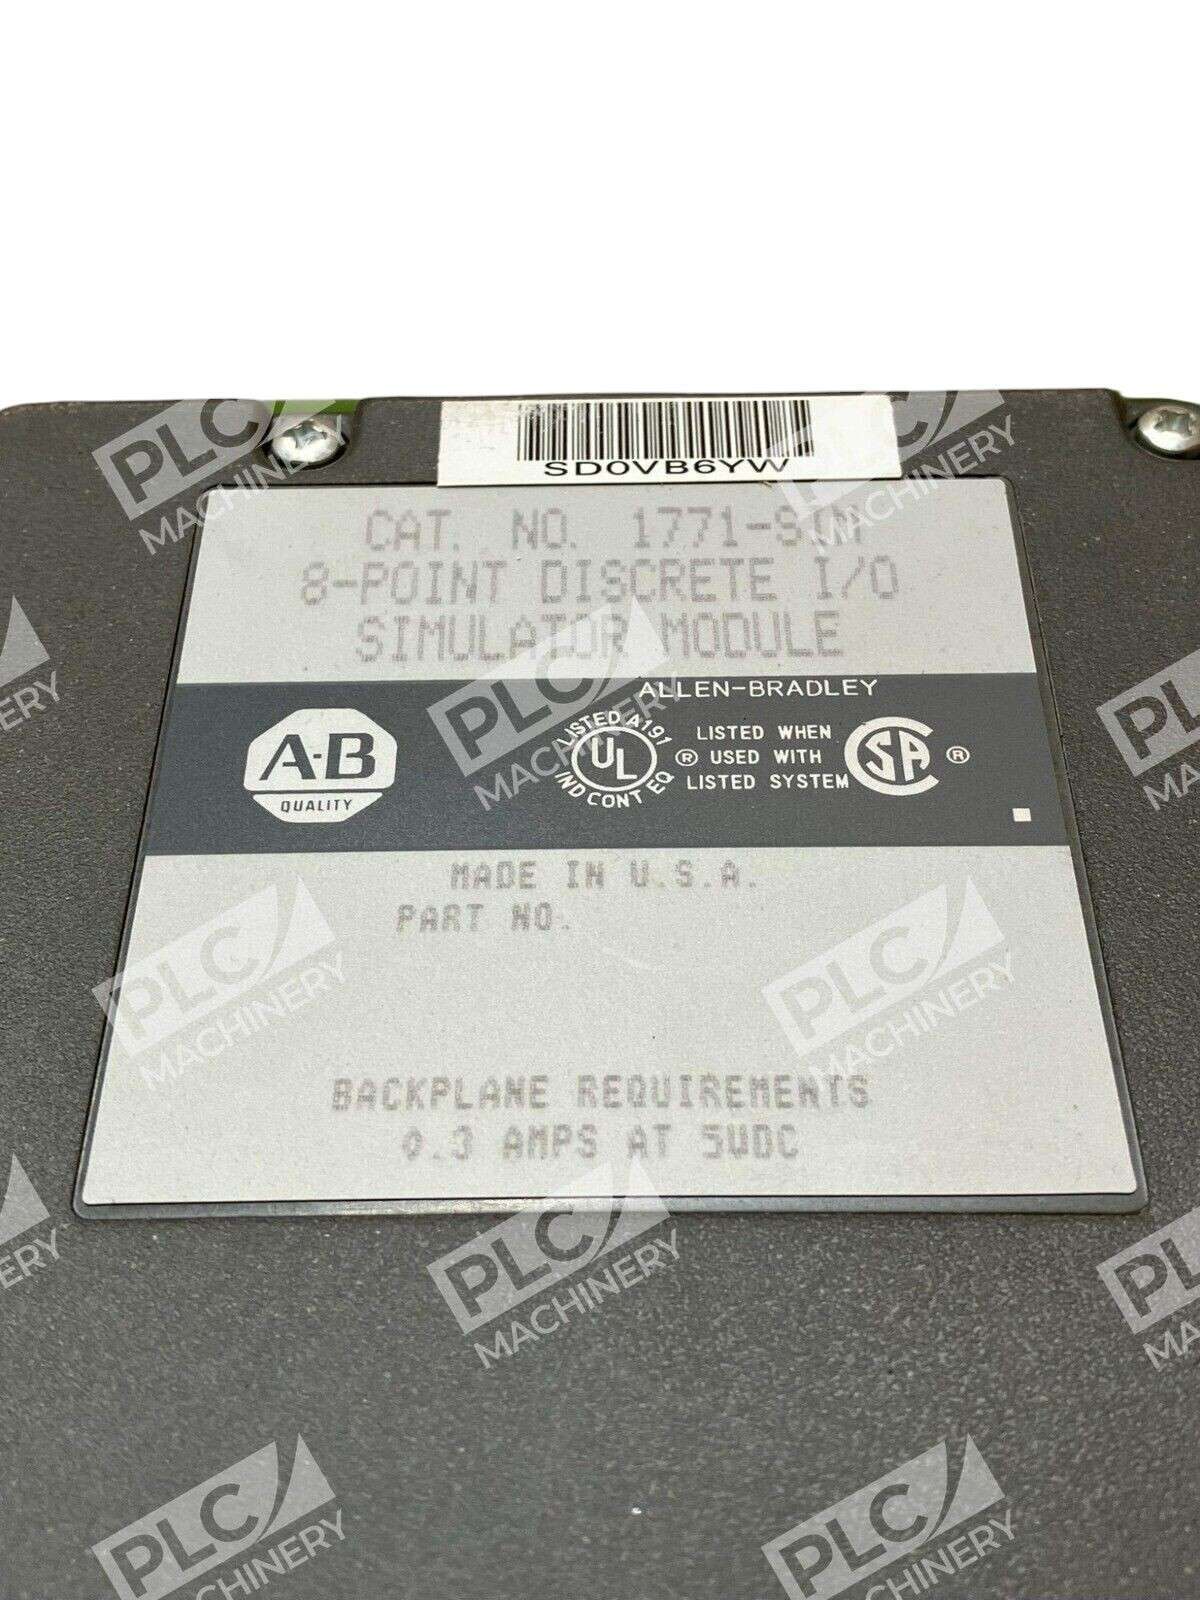 SD0VB6YW
CAT. NO. 1771-SIM
8-POINT DISCRETE I/O
SIMULATOR MODULE
ALLEN-BRADLEY
A-B
QUALITY
LISTED A191
UL
IND CONT EQ
®
LISTED WHEN
USED WITH
LISTED SYSTEM
SA
®
MADE IN U.S.A.
PART NO.
BACKPLANE REQUIREMENTS
0.3 AMPS AT 5VDC
PLC
MACHINERY